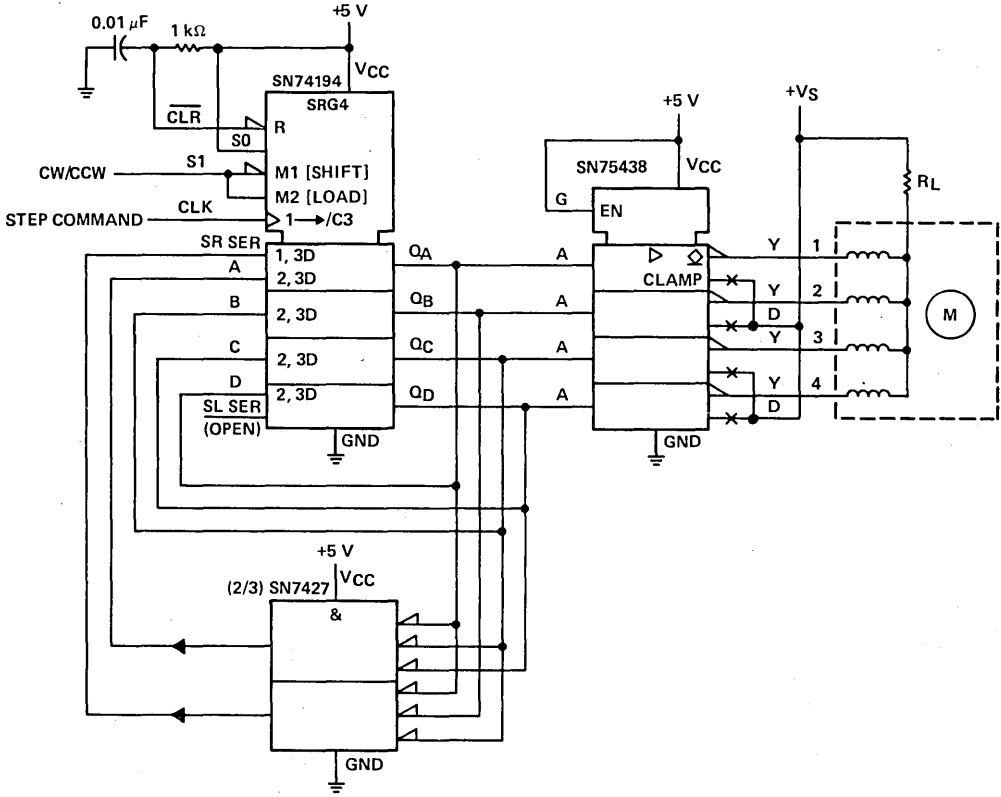 +5 V
0.01 μF
1 kΩ
VCC
SN74194
SRG4
CLR
R
S0
+5 V
+VS
S1
CW/CCW
M1 [SHIFT]
M2 [LOAD]
SN75438
VCC
RL
G
EN
CLK
STEP COMMAND
1→/C3
SR SER
1, 3D
QA
A
Y
1
A
2, 3D
CLAMP
B
2, 3D
QB
A
Y
2
D
M
C
2, 3D
QC
A
Y
3
D
2, 3D
QD
A
Y
4
SL SER
(OPEN)
D
GND
GND
+5 V
VCC
(2/3) SN7427
&
GND